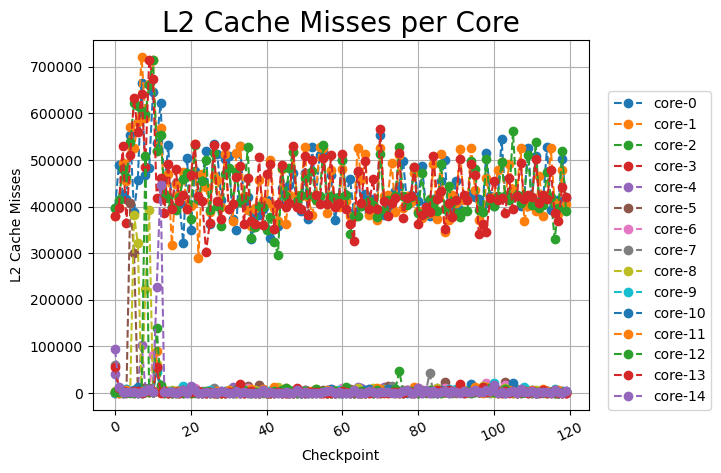 L2 Cache Misses per Core
L2 Cache Misses
700000
600000
500000
400000
300000
200000
100000
0
0 20 40 60 80 100 120
Checkpoint
core-0
core-1
core-2
core-3
core-4
core-5
core-6
core-7
core-8
core-9
core-10
core-11
core-12
core-13
core-14